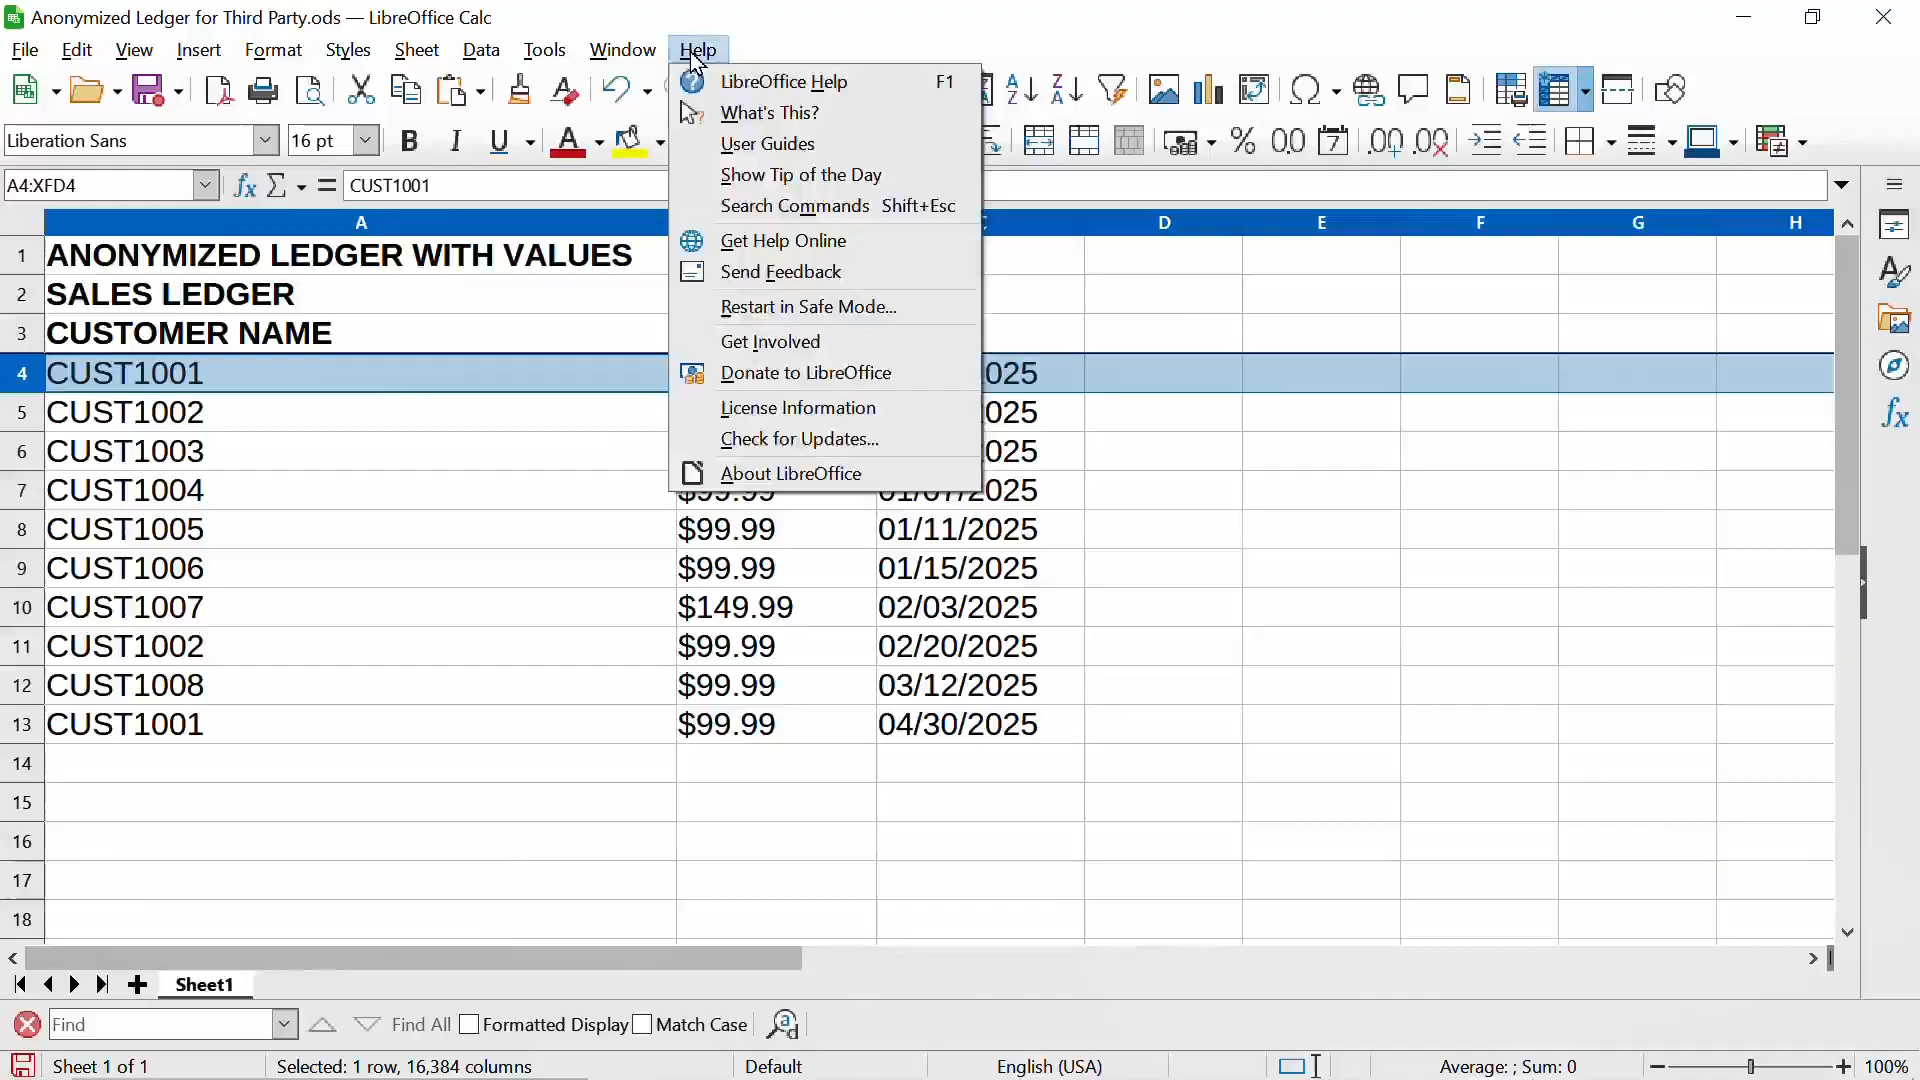 Anonymized Ledger for Third Party.ods — LibreOffice Calc
File Edit View Insert Format Styles Sheet Data Tools Window Help
Liberation Sans 16 pt
A4:XFD4 CUST1001
A C D E F G H
1 ANONYMIZED LEDGER WITH VALUES
2 SALES LEDGER
3 CUSTOMER NAME
4 CUST1001 025
5 CUST1002 025
6 CUST1003 025
7 CUST1004 $99.99 01/07/2025
8 CUST1005 $99.99 01/11/2025
9 CUST1006 $99.99 01/15/2025
10 CUST1007 $149.99 02/03/2025
11 CUST1002 $99.99 02/20/2025
12 CUST1008 $99.99 03/12/2025
13 CUST1001 $99.99 04/30/2025
14
15
16
17
18
LibreOffice Help F1
What's This?
User Guides
Show Tip of the Day
Search Commands Shift+Esc
Get Help Online
Send Feedback
Restart in Safe Mode...
Get Involved
Donate to LibreOffice
License Information
Check for Updates...
About LibreOffice
Sheet1
Find Find All Formatted Display Match Case
Sheet 1 of 1 Selected: 1 row, 16,384 columns Default English (USA) Average: ; Sum: 0 100%